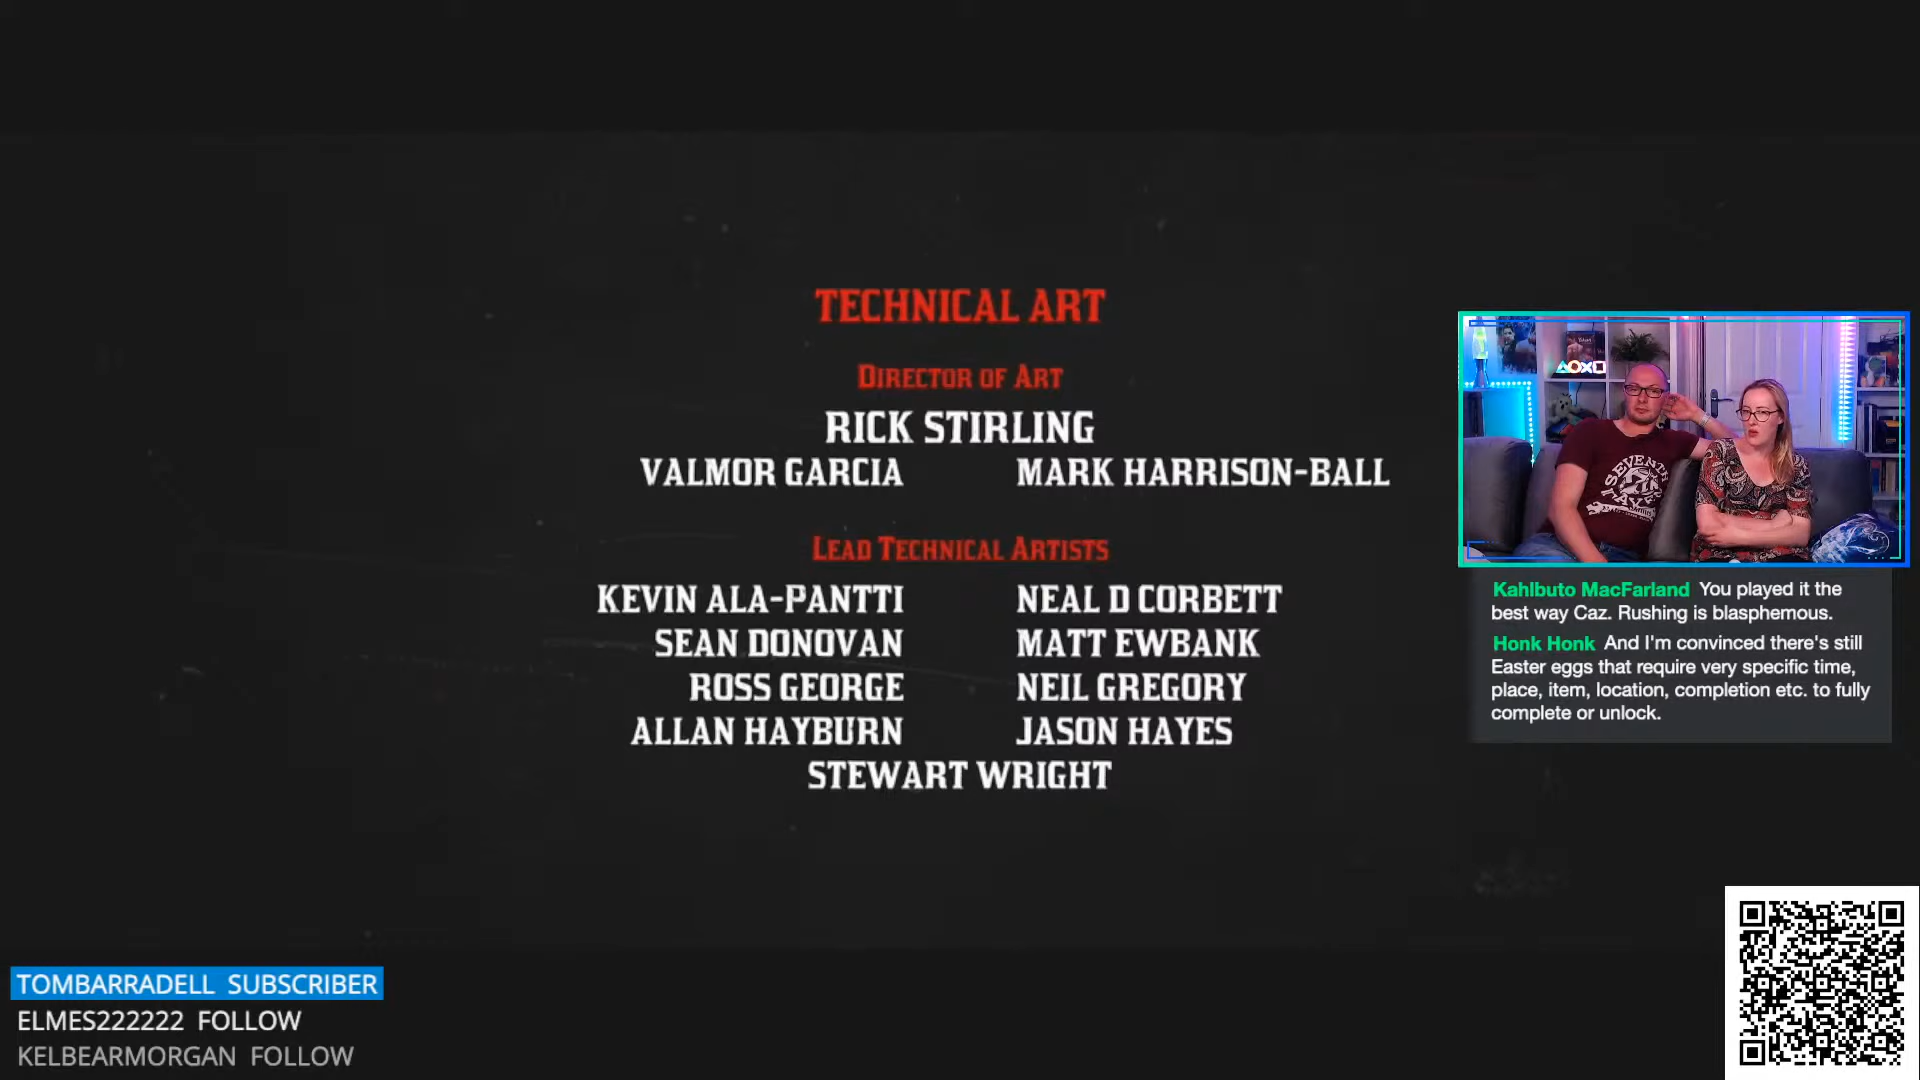 TECHNICAL ART
DIRECTOR OF ART
RICK STIRLING
VALMOR GARCIA MARK HARRISON-BALL
LEAD TECHNICAL ARTISTS
KEVIN ALA-PANTTI NEAL D CORBETT
SEAN DONOVAN MATT EWBANK
ROSS GEORGE NEIL GREGORY
ALLAN HAYBURN JASON HAYES
STEWART WRIGHT
SEVENTH
Kahlbuto MacFarland You played it the
best way Caz. Rushing is blasphemous.
Honk Honk And I'm convinced there's still
Easter eggs that require very specific time,
place, item, location, completion etc. to fully
complete or unlock.
TOMBARRADELL SUBSCRIBER
ELMES222222 FOLLOW
KELBEARMORGAN FOLLOW